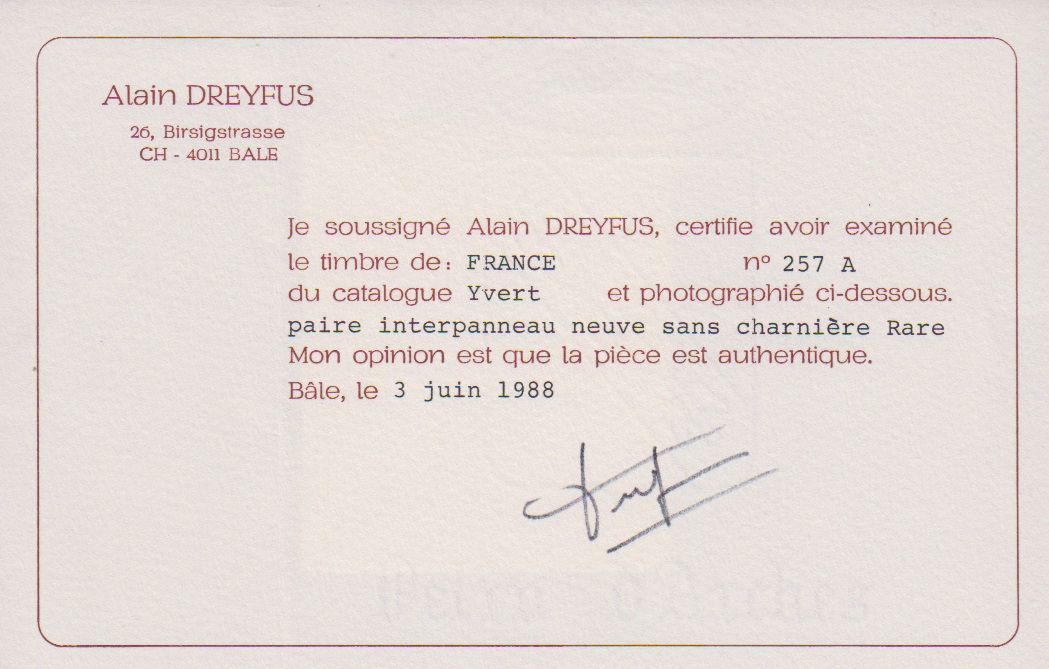 Alain DREYFUS
26, Birsigstrasse
CH - 4011 BALE
Je soussigné Alain DREYFUS, certifie avoir examiné
le timbre de: FRANCE n° 257 A
du catalogue Yvert et photographié ci-dessous.
paire interpanneau neuve sans charnière Rare
Mon opinion est que la pièce est authentique.
Bâle, le 3 juin 1988